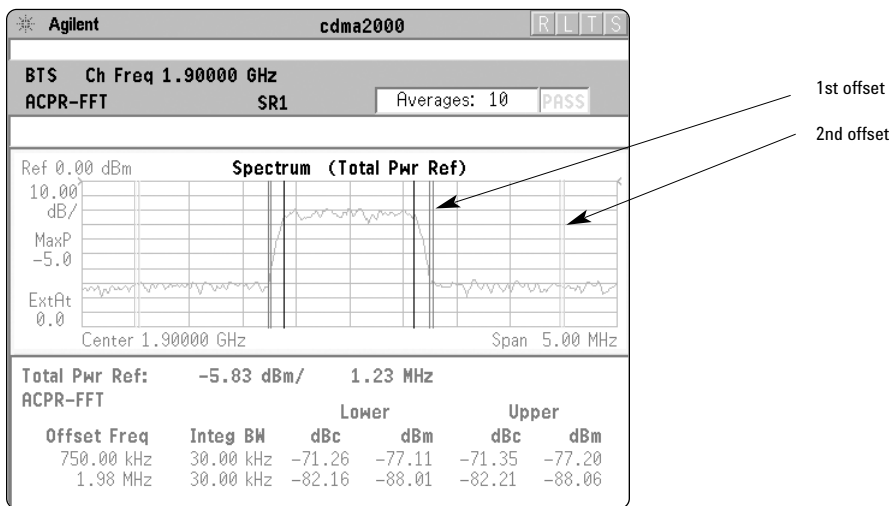 Agilent cdma2000 R L T S
BTS Ch Freq 1.90000 GHz
ACPR-FFT SR1 Averages: 10 PASS
1st offset
2nd offset
Ref 0.00 dBm Spectrum (Total Pwr Ref)
10.00
dB/
MaxP
-5.0
ExtAt
0.0
Center 1.90000 GHz Span 5.00 MHz
Total Pwr Ref: -5.83 dBm/ 1.23 MHz
ACPR-FFT
Lower Upper
Offset Freq Integ BW dBc dBm dBc dBm
750.00 kHz 30.00 kHz -71.26 -77.11 -71.35 -77.20
1.98 MHz 30.00 kHz -82.16 -88.01 -82.21 -88.06